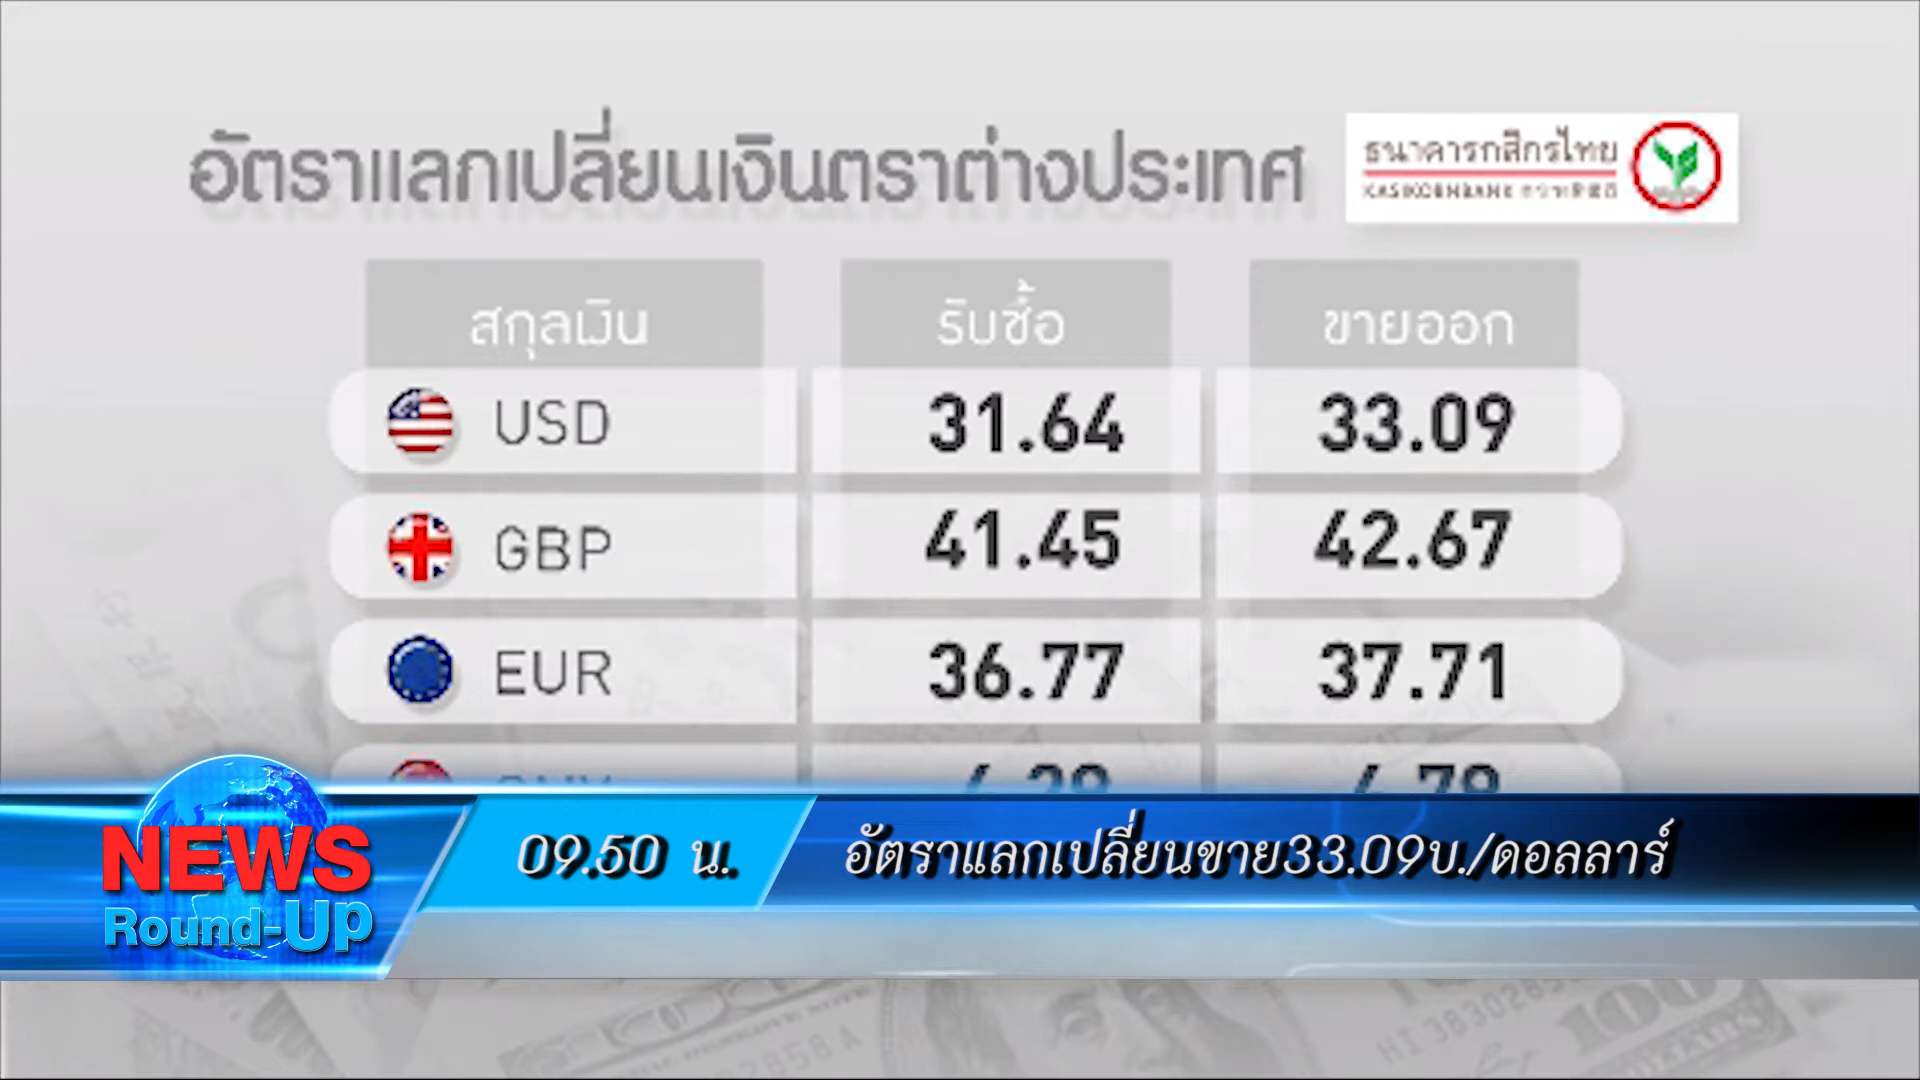 อัตราแลกเปลี่ยนเงินตราต่างประเทศ
ธนาคารกสิกรไทย
KASIKORNBANK
สกุลเงิน รับซื้อ ขายออก
USD 31.64 33.09
GBP 41.45 42.67
EUR 36.77 37.71
NEWS
Round-Up
09.50 น. อัตราแลกเปลี่ยนขาย33.09บ./ดอลลาร์